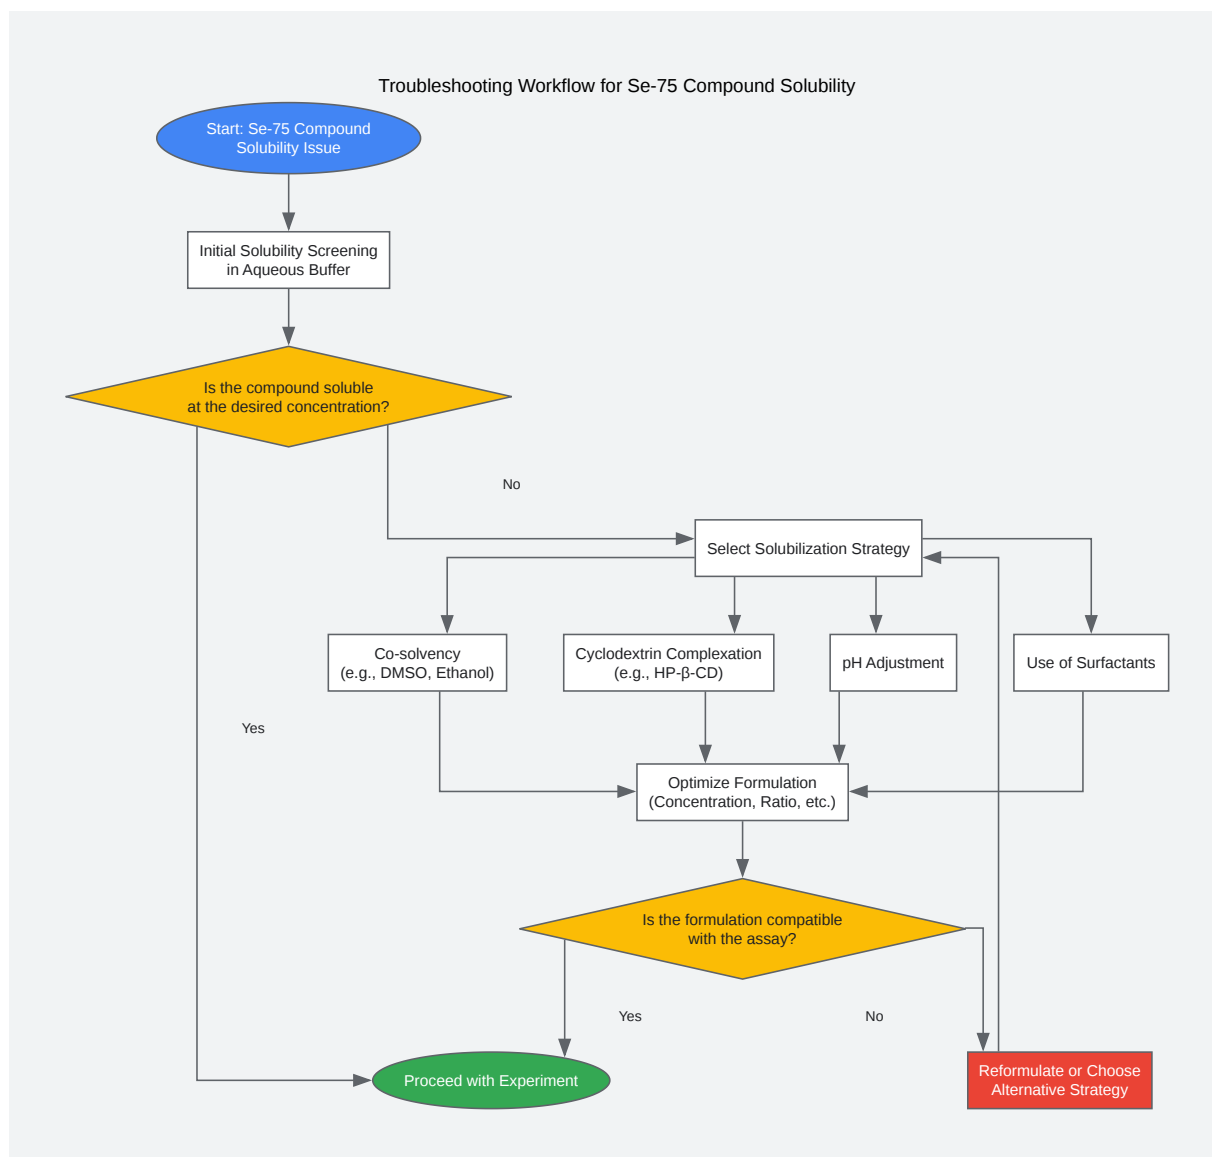 Troubleshooting Workflow for Se-75 Compound Solubility
Start: Se-75 Compound
Solubility Issue
Initial Solubility Screening
in Aqueous Buffer
Is the compound soluble
at the desired concentration?
No
Select Solubilization Strategy
Co-solvency
(e.g., DMSO, Ethanol)
Cyclodextrin Complexation
(e.g., HP-β-CD)
pH Adjustment
Use of Surfactants
Yes
Optimize Formulation
(Concentration, Ratio, etc.)
Is the formulation compatible
with the assay?
Yes
No
Proceed with Experiment
Reformulate or Choose
Alternative Strategy